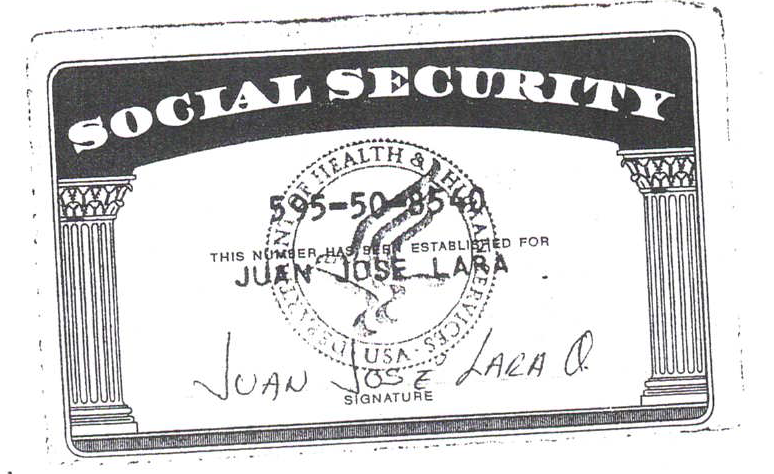 SOCIAL SECURITY
DEPARTMENT OF HEALTH & HUMAN SERVICES · USA
595-50-8540
THIS NUMBER HAS BEEN ESTABLISHED FOR
JUAN JOSE LARA
JUAN JOSE LARA O.
SIGNATURE